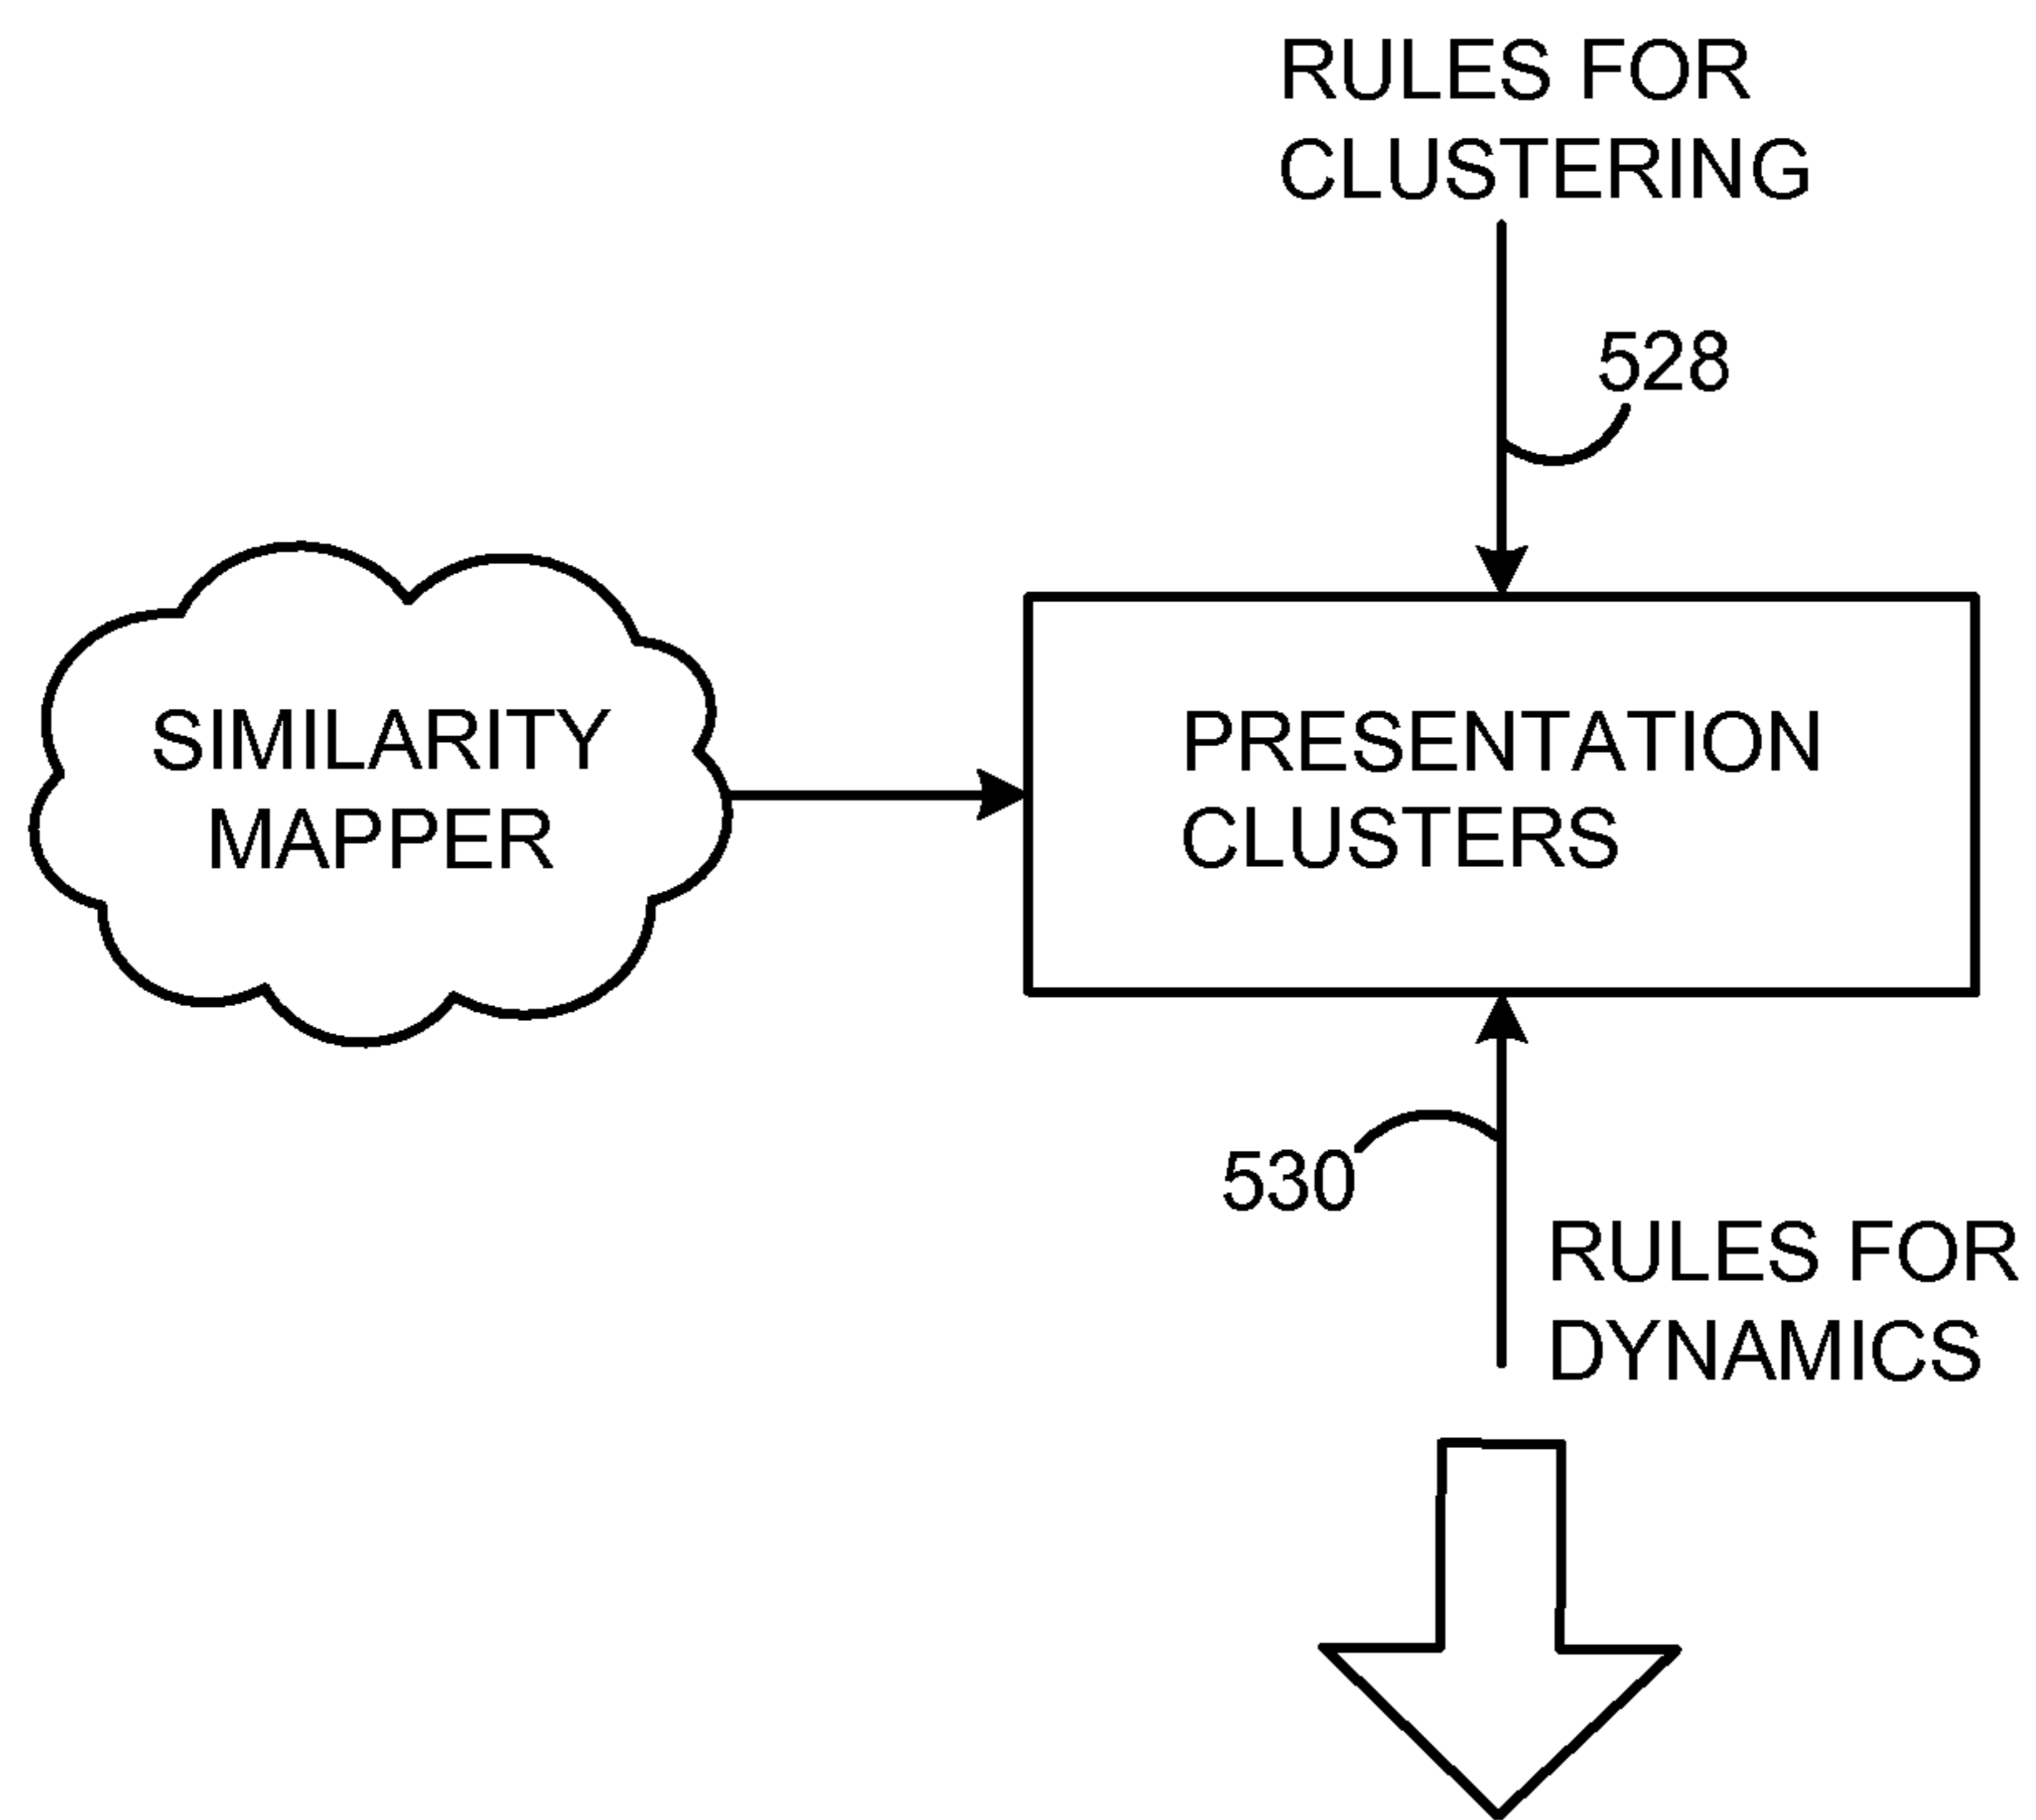 RULES FOR
CLUSTERING
528
SIMILARITY
MAPPER
PRESENTATION
CLUSTERS
530
RULES FOR
DYNAMICS